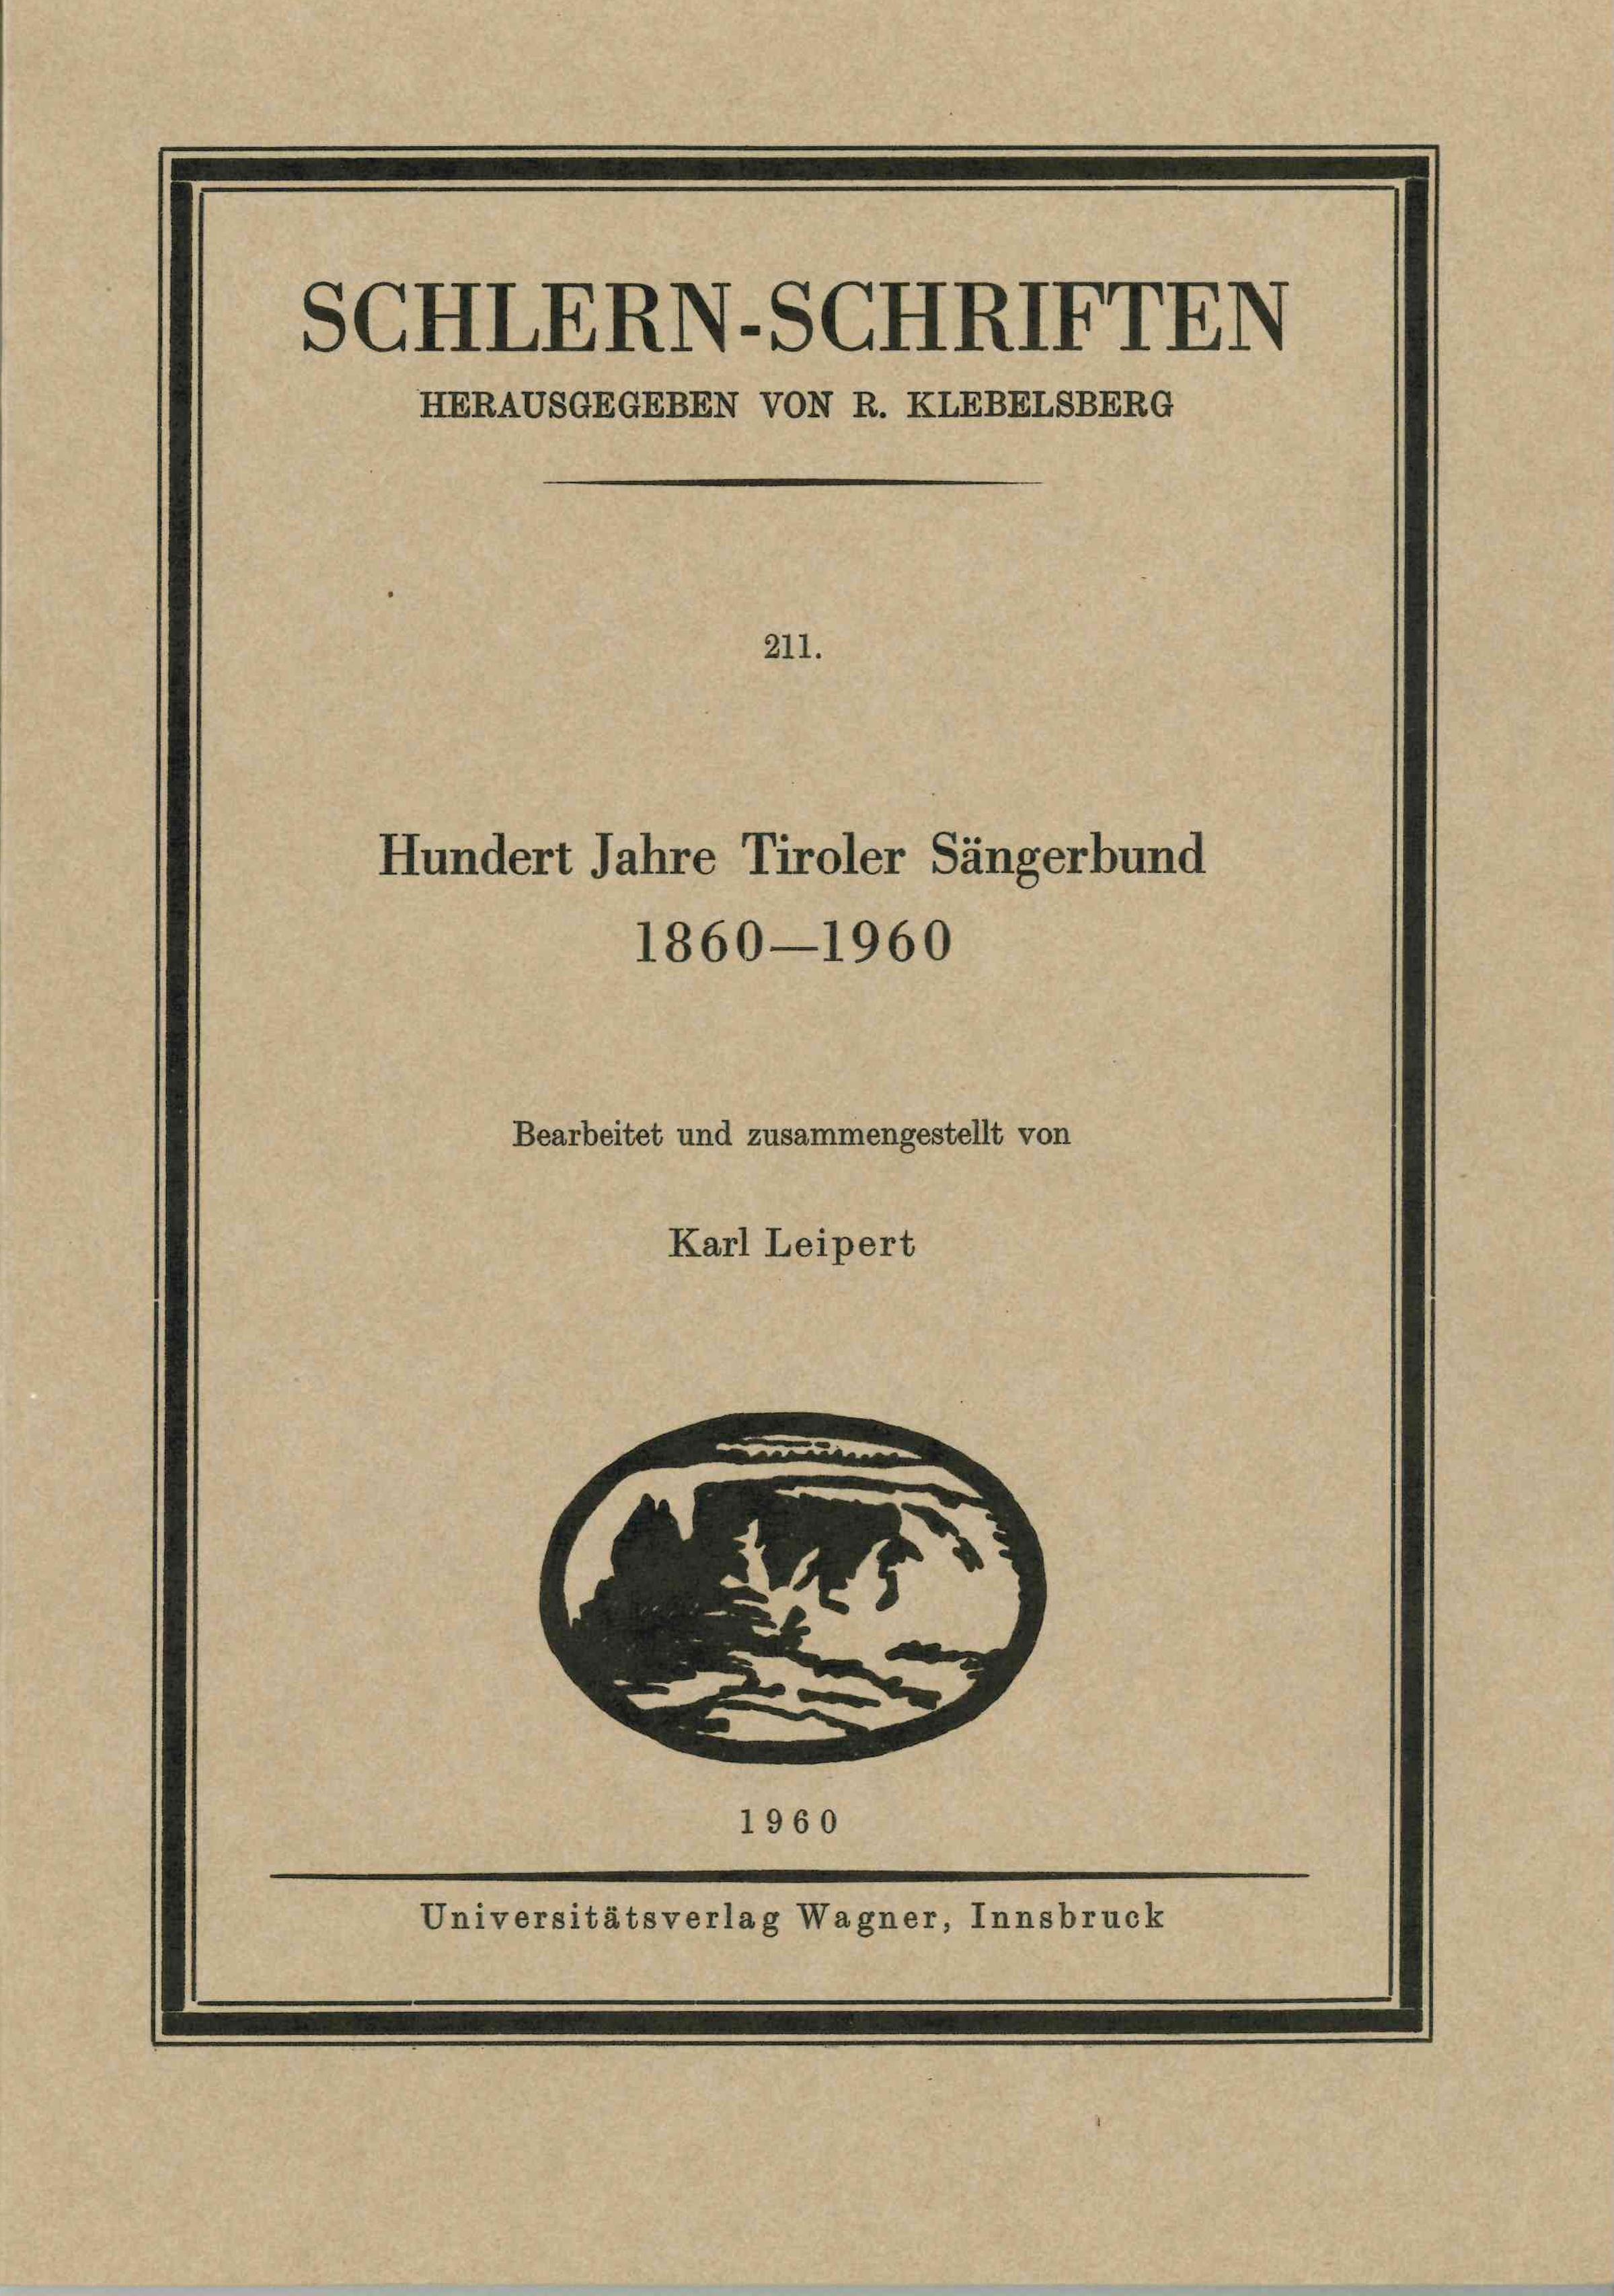 SCHLERN-SCHRIFTEN
HERAUSGEGEBEN VON R. KLEBELSBERG
211.
Hundert Jahre Tiroler Sängerbund
1860—1960
Bearbeitet und zusammengestellt von
Karl Leipert
1960
Universitätsverlag Wagner, Innsbruck